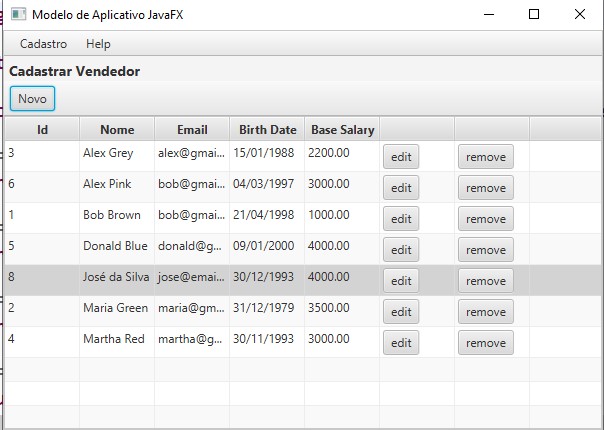 Modelo de Aplicativo JavaFX
Cadastro Help
Cadastrar Vendedor
Novo
Id Nome Email Birth Date Base Salary
3 Alex Grey alex@gmai... 15/01/1988 2200.00 edit remove
6 Alex Pink bob@gmai... 04/03/1997 3000.00 edit remove
1 Bob Brown bob@gmai... 21/04/1998 1000.00 edit remove
5 Donald Blue donald@g... 09/01/2000 4000.00 edit remove
8 José da Silva jose@emai... 30/12/1993 4000.00 edit remove
2 Maria Green maria@gm... 31/12/1979 3500.00 edit remove
4 Martha Red martha@g... 30/11/1993 3000.00 edit remove